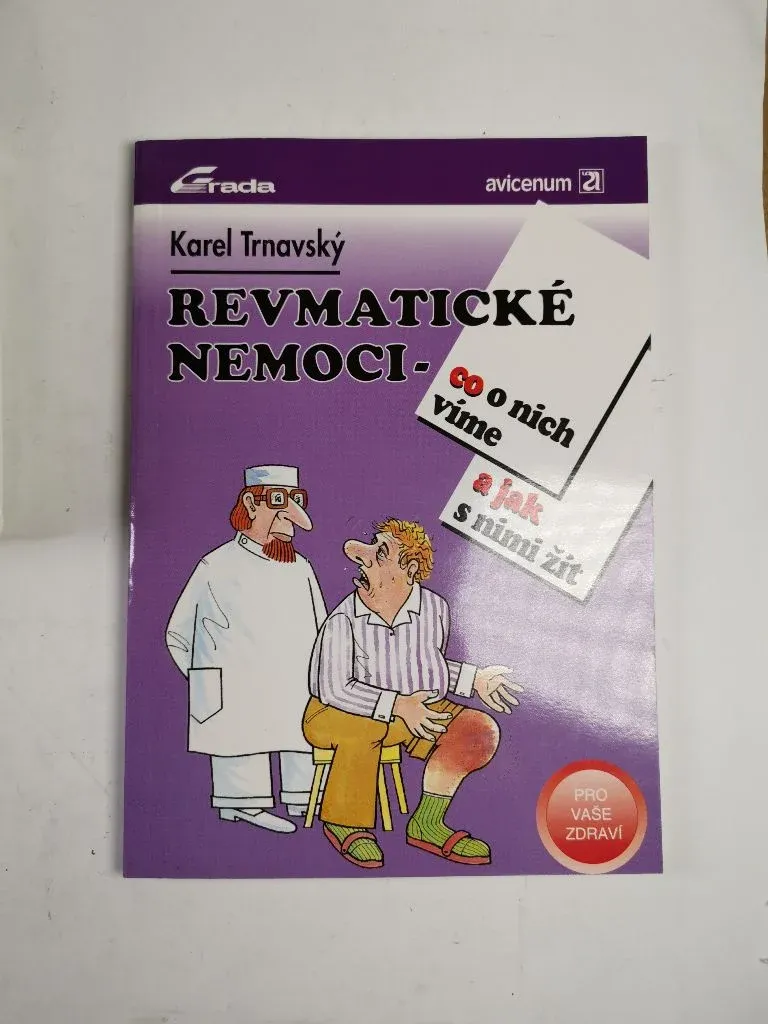 Grada
avicenum
Karel Trnavský
REVMATICKÉ
NEMOCI-
co o nich
víme
a jak
s nimi žít
PRO
VAŠE
ZDRAVÍ